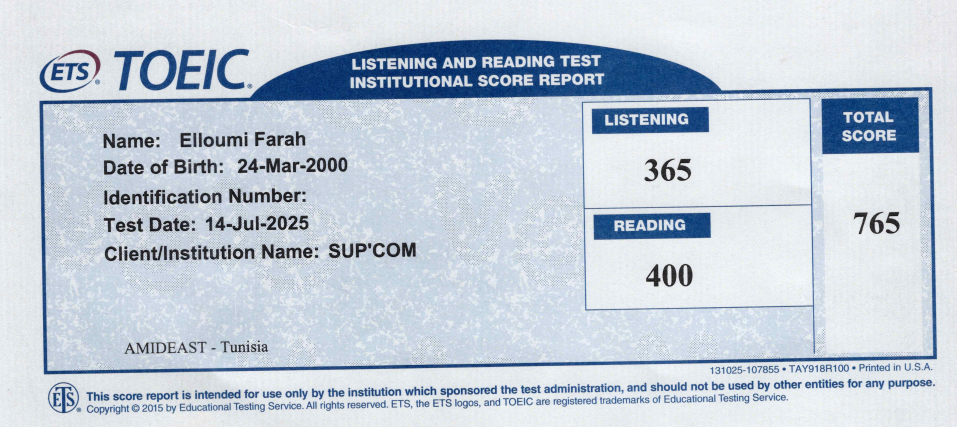 ETS® TOEIC®
LISTENING AND READING TEST
INSTITUTIONAL SCORE REPORT
Name: Elloumi Farah
Date of Birth: 24-Mar-2000
Identification Number:
Test Date: 14-Jul-2025
Client/Institution Name: SUP'COM
AMIDEAST - Tunisia
LISTENING
365
READING
400
TOTAL
SCORE
765
131025-107855 • TAY918R100 • Printed in U.S.A.
ETS® This score report is intended for use only by the institution which sponsored the test administration, and should not be used by other entities for any purpose.
Copyright © 2015 by Educational Testing Service. All rights reserved. ETS, the ETS logos, and TOEIC are registered trademarks of Educational Testing Service.